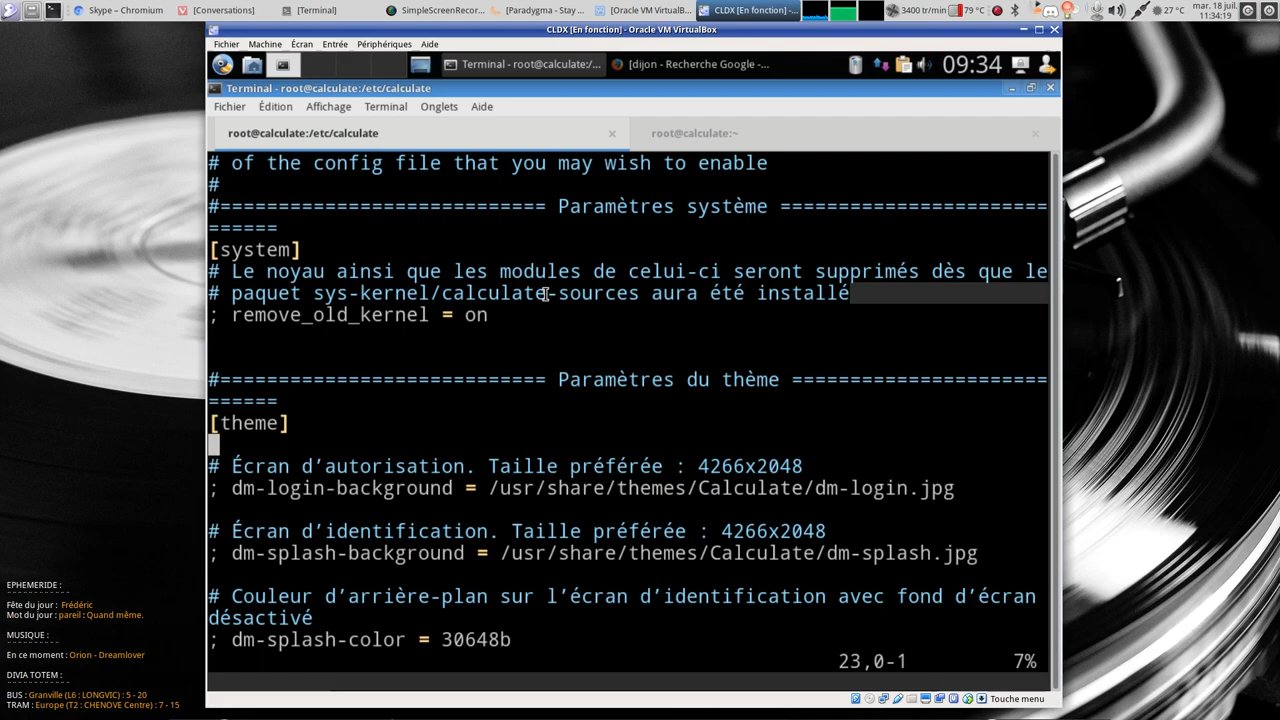 Skype – Chromium
[Conversations]
[Terminal]
SimpleScreenRecor...
[Paradygma - Stay ...
[Oracle VM VirtualB...
CLDX [En fonction] -...
3400 tr/min
79 °C
27 °C
mar. 18 juil.
11:34:19
CLDX [En fonction] - Oracle VM VirtualBox
Fichier Machine Écran Entrée Périphériques Aide
Terminal - root@calculate:/...
[dijon - Recherche Google -...
09:34
Terminal - root@calculate:/etc/calculate
Fichier Édition Affichage Terminal Onglets Aide
root@calculate:/etc/calculate
root@calculate:~
# of the config file that you may wish to enable
#
#=========================== Paramètres système =======================
======
[system]
# Le noyau ainsi que les modules de celui-ci seront supprimés dès que le
# paquet sys-kernel/calculate-sources aura été installé
; remove_old_kernel = on
#=========================== Paramètres du thème ======================
======
[theme]
# Écran d’autorisation. Taille préférée : 4266x2048
; dm-login-background = /usr/share/themes/Calculate/dm-login.jpg
# Écran d’identification. Taille préférée : 4266x2048
; dm-splash-background = /usr/share/themes/Calculate/dm-splash.jpg
# Couleur d’arrière-plan sur l’écran d’identification avec fond d’écran
désactivé
; dm-splash-color = 30648b
23,0-1 7%
Touche menu
EPHEMERIDE :
Fête du jour : Frédéric
Mot du jour : pareil : Quand même.
MUSIQUE :
En ce moment : Orion - Dreamlover
DIVIA TOTEM :
BUS : Granville (L6 : LONGVIC) : 5 - 20
TRAM : Europe (T2 : CHENOVE Centre) : 7 - 15